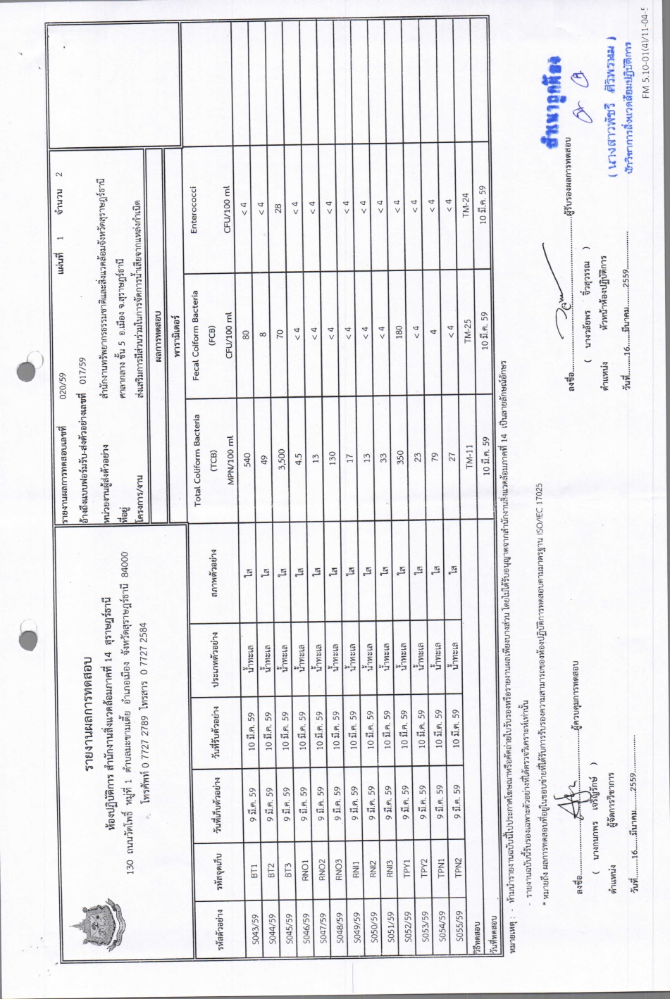 รายงานผลการทดสอบ
ห้องปฏิบัติการ สำนักงานสิ่งแวดล้อมภาคที่ 14 สุราษฎร์ธานี
130 ถนนวัดโพธิ์ หมู่ที่ 1 ตำบลมะขามเตี้ย อำเภอเมือง จังหวัดสุราษฎร์ธานี 84000
โทรศัพท์ 0 7727 2789 โทรสาร 0 7727 2584
รายงานผลการทดสอบเลขที่ 020/59 แผ่นที่ 1 จำนวน 2
อ้างถึงแบบฟอร์มรับ-ส่งตัวอย่างเลขที่ 017/59
หน่วยงานผู้ส่งตัวอย่าง สำนักงานทรัพยากรธรรมชาติและสิ่งแวดล้อมจังหวัดสุราษฎร์ธานี
ที่อยู่ ศาลากลาง ชั้น 5 อ.เมือง จ.สุราษฎร์ธานี
โครงการ/งาน ส่งเสริมการมีส่วนร่วมในการจัดการน้ำเสียจากแหล่งกำเนิด
ผลการทดสอบ
พารามิเตอร์
รหัสตัวอย่าง รหัสจุดเก็บ วันที่เก็บตัวอย่าง วันที่รับตัวอย่าง ประเภทตัวอย่าง สภาพตัวอย่าง Total Coliform Bacteria Fecal Coiform Bacteria Enterococci
(TCB) (FCB)
MPN/100 ml CFU/100 ml CFU/100 ml
S043/59 BT1 9 มี.ค. 59 10 มี.ค. 59 น้ำทะเล ใส 540 80 < 4
S044/59 BT2 9 มี.ค. 59 10 มี.ค. 59 น้ำทะเล ใส 49 8 < 4
S045/59 BT3 9 มี.ค. 59 10 มี.ค. 59 น้ำทะเล ใส 3,500 70 28
S046/59 RNO1 9 มี.ค. 59 10 มี.ค. 59 น้ำทะเล ใส 4.5 < 4 < 4
S047/59 RNO2 9 มี.ค. 59 10 มี.ค. 59 น้ำทะเล ใส 13 < 4 < 4
S048/59 RNO3 9 มี.ค. 59 10 มี.ค. 59 น้ำทะเล ใส 130 < 4 < 4
S049/59 RNI1 9 มี.ค. 59 10 มี.ค. 59 น้ำทะเล ใส 17 < 4 < 4
S050/59 RNI2 9 มี.ค. 59 10 มี.ค. 59 น้ำทะเล ใส 13 < 4 < 4
S051/59 RNI3 9 มี.ค. 59 10 มี.ค. 59 น้ำทะเล ใส 33 < 4 < 4
S052/59 TPY1 9 มี.ค. 59 10 มี.ค. 59 น้ำทะเล ใส 350 180 < 4
S053/59 TPY2 9 มี.ค. 59 10 มี.ค. 59 น้ำทะเล ใส 23 < 4 < 4
S054/59 TPN1 9 มี.ค. 59 10 มี.ค. 59 น้ำทะเล ใส 79 4 < 4
S055/59 TPN2 9 มี.ค. 59 10 มี.ค. 59 น้ำทะเล ใส 27 < 4 < 4
วิธีทดสอบ TM-11 TM-25 TM-24
วันที่ทดสอบ 10 มี.ค. 59 10 มี.ค. 59 10 มี.ค. 59
หมายเหตุ : - ห้ามนำรายงานฉบับนี้ไปประกาศโฆษณาหรือคัดถ่ายใบรับรองหรือรายงานผลเพียงบางส่วน โดยไม่ได้รับอนุญาตจากสำนักงานสิ่งแวดล้อมภาคที่ 14 เป็นลายลักษณ์อักษร
- รายงานฉบับนี้รับรองเฉพาะตัวอย่างที่ได้ตรวจวิเคราะห์เท่านั้น
* หมายถึง ผลการทดสอบที่อยู่ในขอบข่ายที่ได้รับการรับรองความสามารถของห้องปฏิบัติการทดสอบตามมาตรฐาน ISO/IEC 17025
ลงชื่อ..........ผู้ควบคุมการทดสอบ
( นางกนกพร เจริญรักษ์ )
ตำแหน่ง ผู้จัดการวิชาการ
วันที่.........16......มีนาคม.........2559...........
ลงชื่อ..........ผู้รับรองผลการทดสอบ
( นางวลัยพร จิ๋วสุวรรณ )
ตำแหน่ง หัวหน้าห้องปฏิบัติการ
วันที่.........16......มีนาคม.........2559...........
สำเนาถูกต้อง
( นางสาวพัชรี ศิริพรหม )
นักวิชาการสิ่งแวดล้อมปฏิบัติการ
FM 5.10-01(4)/11-04-5